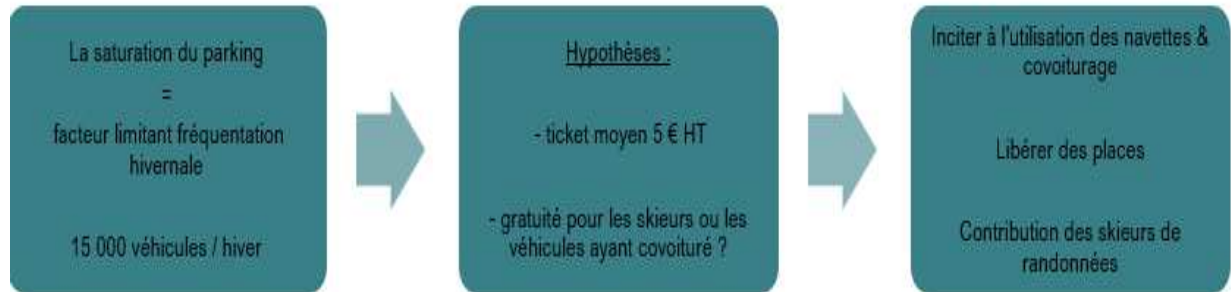 La saturation du parking
=
facteur limitant fréquentation
hivernale
15 000 véhicules / hiver
Hypothèses :
- ticket moyen 5 € HT
- gratuité pour les skieurs ou les
véhicules ayant covoituré ?
Inciter à l'utilisation des navettes &
covoiturage
Libérer des places
Contribution des skieurs de
randonnées